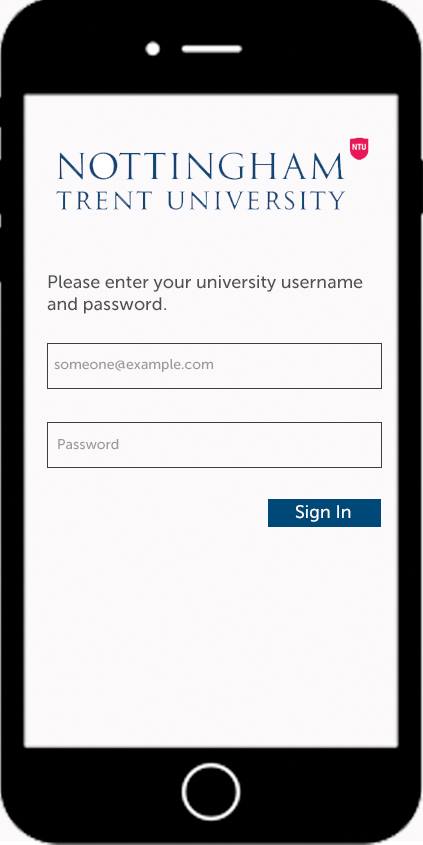 NTU
NOTTINGHAM
TRENT UNIVERSITY
Please enter your university username
and password.
someone@example.com
Password
Sign In